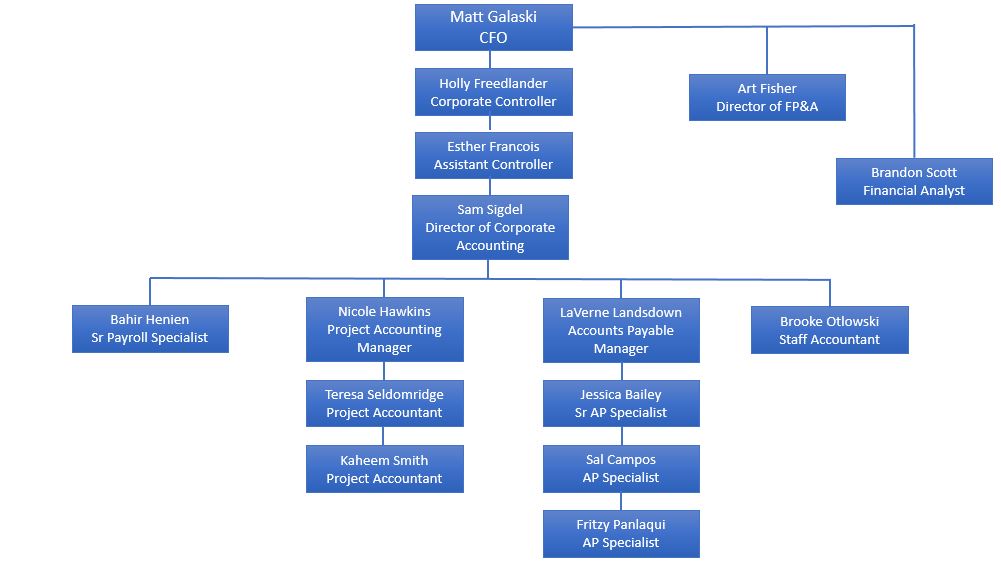 Matt Galaski
CFO
Holly Freedlander
Corporate Controller
Art Fisher
Director of FP&A
Esther Francois
Assistant Controller
Brandon Scott
Financial Analyst
Sam Sigdel
Director of Corporate
Accounting
Bahir Henien
Sr Payroll Specialist
Nicole Hawkins
Project Accounting
Manager
LaVerne Landsdown
Accounts Payable
Manager
Brooke Otlowski
Staff Accountant
Teresa Seldomridge
Project Accountant
Jessica Bailey
Sr AP Specialist
Kaheem Smith
Project Accountant
Sal Campos
AP Specialist
Fritzy Panlaqui
AP Specialist